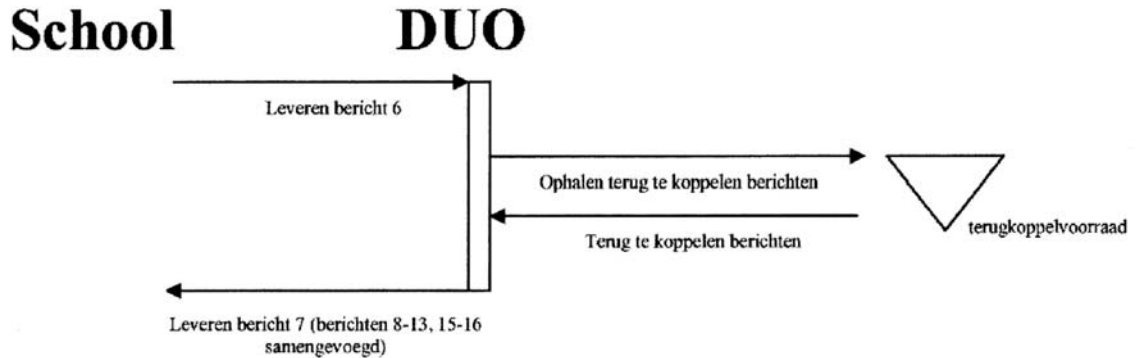 School DUO
Leveren bericht 6
Ophalen terug te koppelen berichten
Terug te koppelen berichten
terugkoppelvoorraad
Leveren bericht 7 (berichten 8-13, 15-16
samengevoegd)